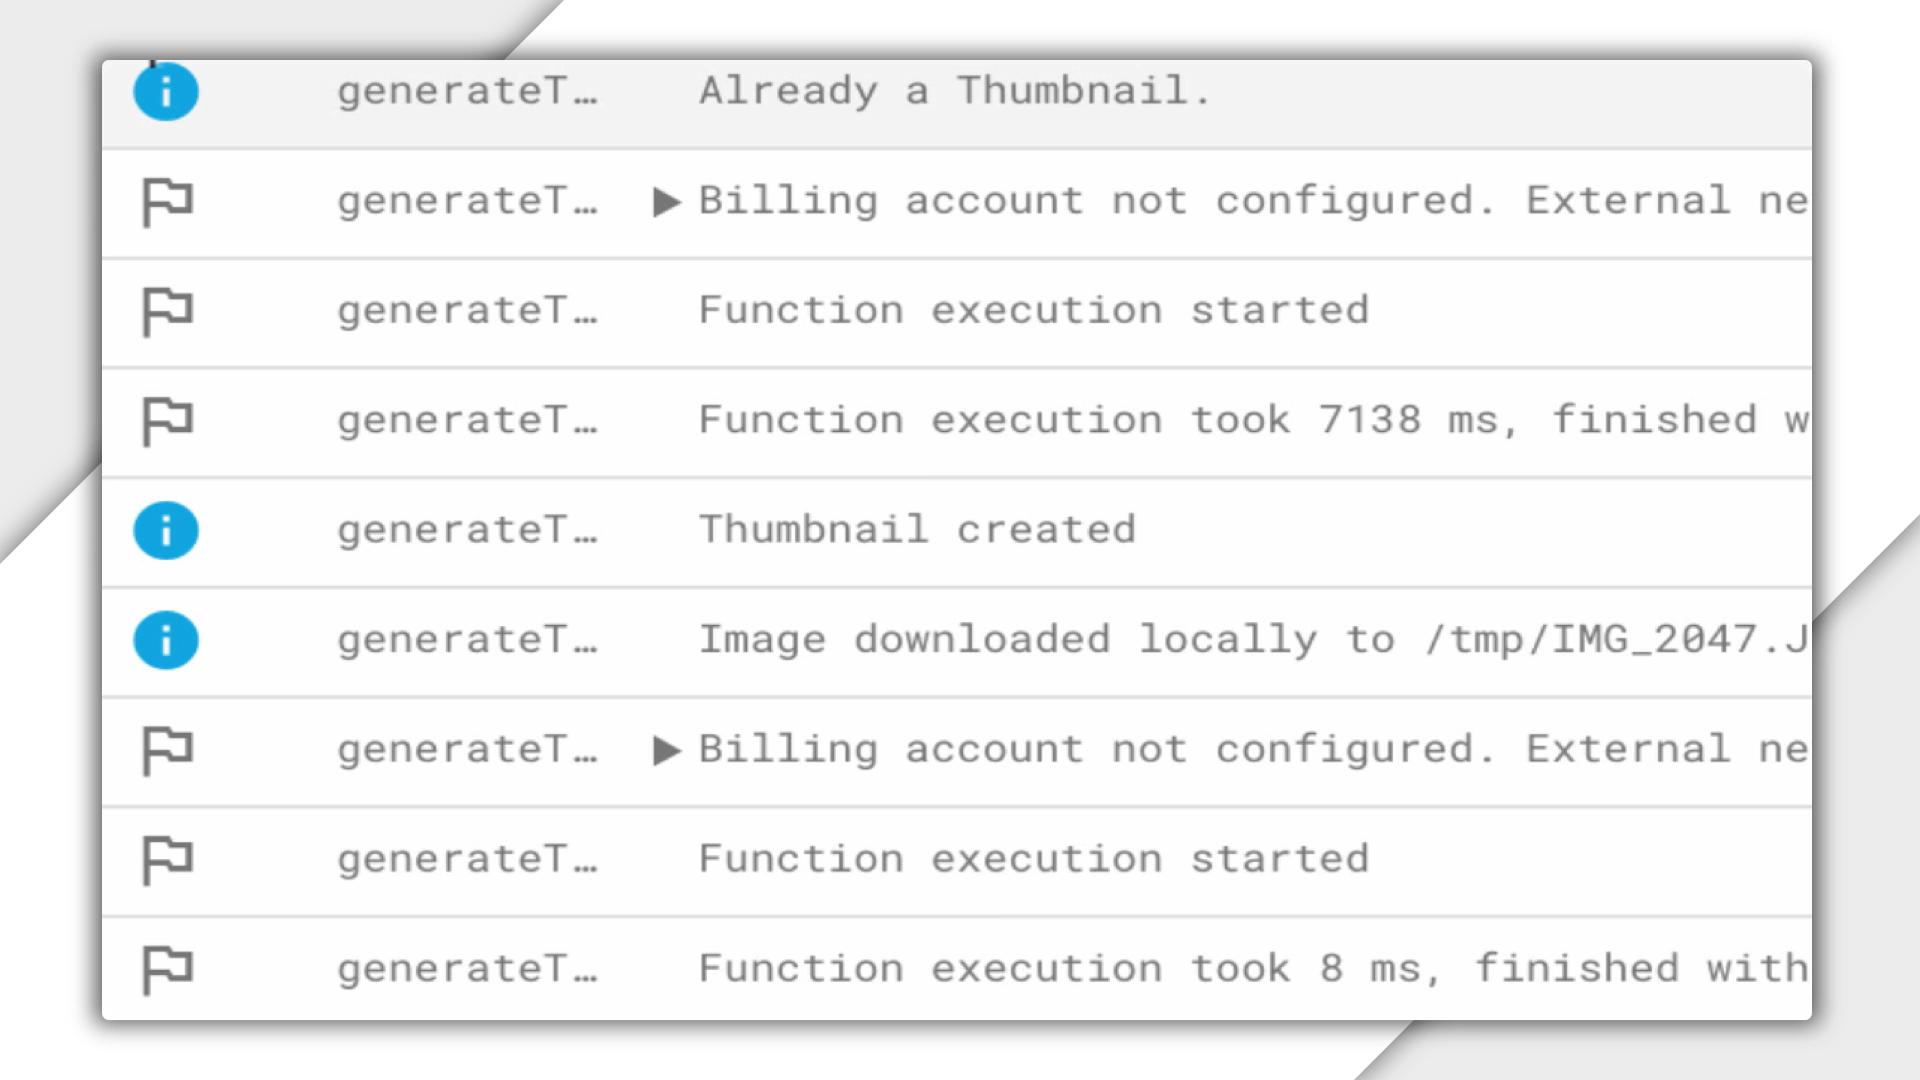 generateT… Already a Thumbnail.
generateT… ▶ Billing account not configured. External ne
generateT… Function execution started
generateT… Function execution took 7138 ms, finished w
generateT… Thumbnail created
generateT… Image downloaded locally to /tmp/IMG_2047.J
generateT… ▶ Billing account not configured. External ne
generateT… Function execution started
generateT… Function execution took 8 ms, finished with